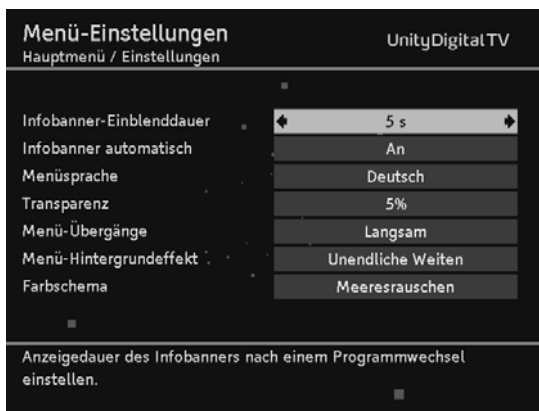 Menü-Einstellungen
UnityDigitalTV
Hauptmenü / Einstellungen
Infobanner-Einblenddauer 5 s
Infobanner automatisch An
Menüsprache Deutsch
Transparenz 5%
Menü-Übergänge Langsam
Menü-Hintergrundeffekt Unendliche Weiten
Farbschema Meeresrauschen
Anzeigedauer des Infobanners nach einem Programmwechsel
einstellen.